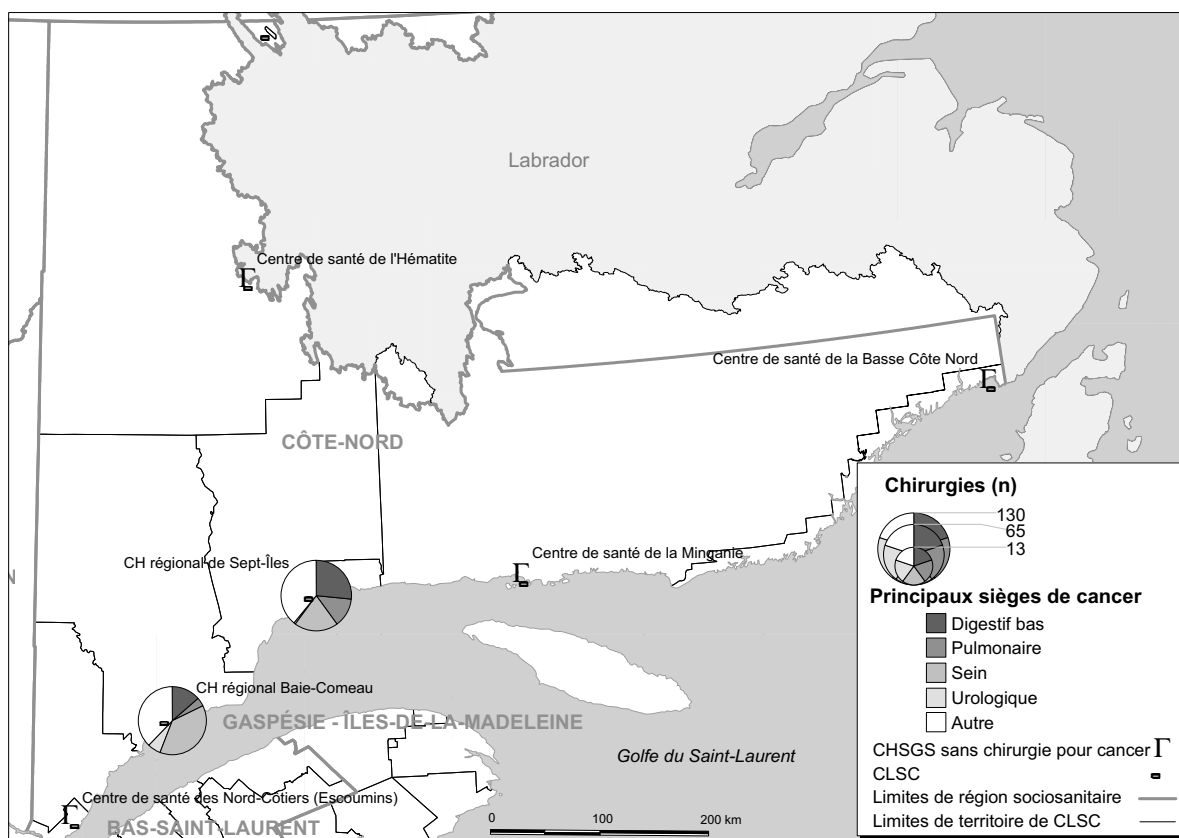 Labrador
Centre de santé de l'Hématite
Γ
Centre de santé de la Basse Côte Nord
Γ
CÔTE-NORD
CH régional de Sept-Îles
Centre de santé de la Minganie
Γ
CH régional Baie-Comeau
GASPÉSIE - ÎLES-DE-LA-MADELEINE
Golfe du Saint-Laurent
Centre de santé des Nord-Côtiers (Escoumins)
Γ
BAS-SAINT-LAURENT
0 100 200 km
Chirurgies (n)
130
65
13
Principaux sièges de cancer
Digestif bas
Pulmonaire
Sein
Urologique
Autre
CHSGS sans chirurgie pour cancer Γ
CLSC
Limites de région sociosanitaire
Limites de territoire de CLSC